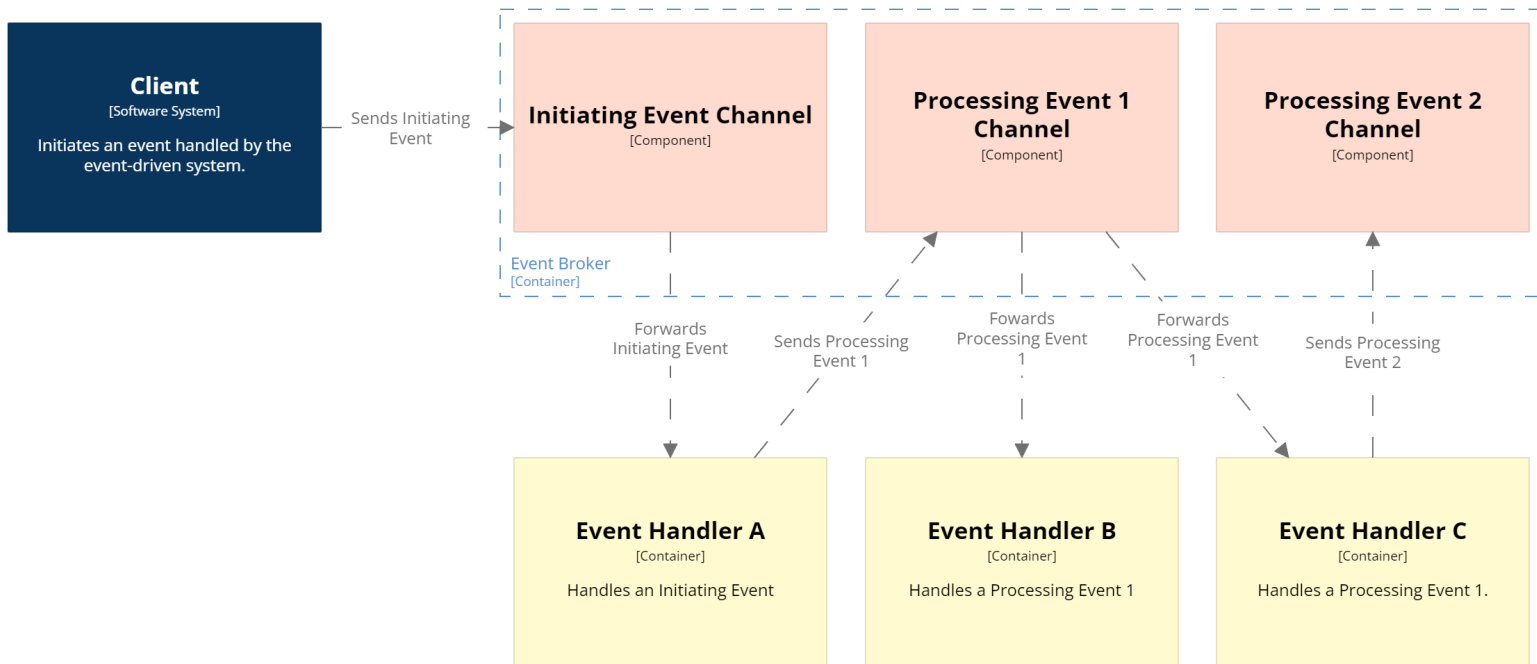 Client
[Software System]
Initiates an event handled by the
event-driven system.
Sends Initiating
Event
Initiating Event Channel
[Component]
Processing Event 1
Channel
[Component]
Processing Event 2
Channel
[Component]
Event Broker
[Container]
Forwards
Initiating Event
Sends Processing
Event 1
Fowards
Processing Event
1
Forwards
Processing Event
1
Sends Processing
Event 2
Event Handler A
[Container]
Handles an Initiating Event
Event Handler B
[Container]
Handles a Processing Event 1
Event Handler C
[Container]
Handles a Processing Event 1.